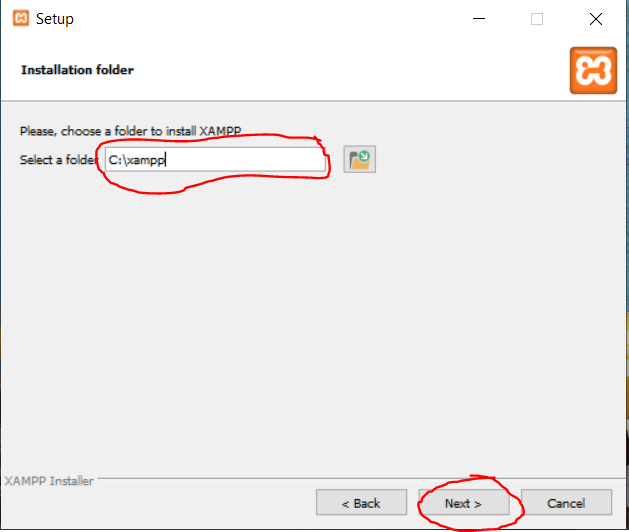 Setup
Installation folder
Please, choose a folder to install XAMPP
Select a folder C:\xampp
XAMPP Installer
< Back Next > Cancel